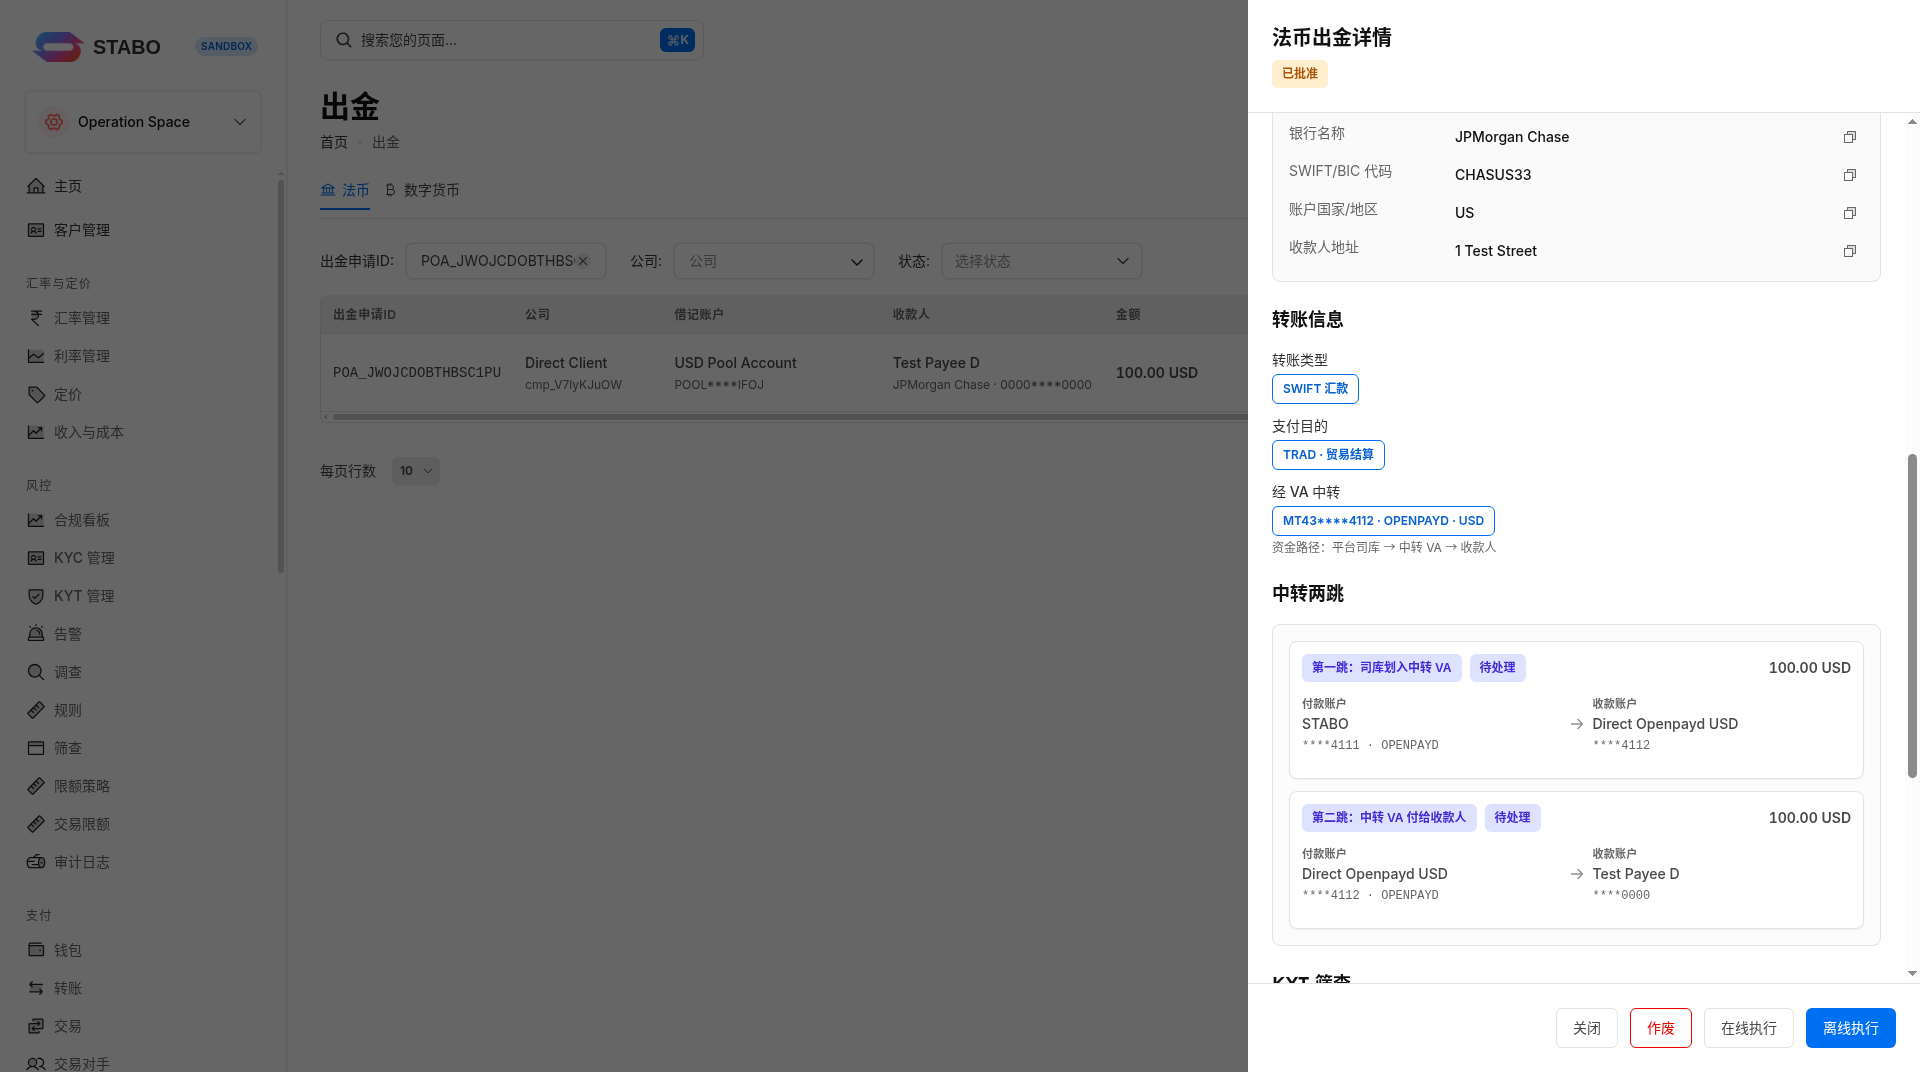 STABO
SANDBOX
Operation Space
主页
客户管理
汇率与定价
汇率管理
利率管理
定价
收入与成本
风控
合规看板
KYC 管理
KYT 管理
告警
调查
规则
筛查
限额策略
交易限额
审计日志
支付
钱包
转账
交易
交易对手
搜索您的页面...
⌘K
出金
首页 • 出金
法币
数字货币
出金申请ID:
POA_JWOJCDOBTHBS
公司:
公司
状态:
选择状态
出金申请ID 公司 借记账户 收款人 金额
POA_JWOJCDOBTHBSC1PU
Direct Client
cmp_V7IyKJuOW
USD Pool Account
POOL****IFOJ
Test Payee D
JPMorgan Chase · 0000****0000
100.00 USD
每页行数
10
法币出金详情
已批准
银行名称 JPMorgan Chase
SWIFT/BIC 代码 CHASUS33
账户国家/地区 US
收款人地址 1 Test Street
转账信息
转账类型
SWIFT 汇款
支付目的
TRAD · 贸易结算
经 VA 中转
MT43****4112 · OPENPAYD · USD
资金路径：平台司库 → 中转 VA → 收款人
中转两跳
第一跳：司库划入中转 VA 待处理 100.00 USD
付款账户
STABO
****4111 · OPENPAYD
→
收款账户
Direct Openpayd USD
****4112
第二跳：中转 VA 付给收款人 待处理 100.00 USD
付款账户
Direct Openpayd USD
****4112 · OPENPAYD
→
收款账户
Test Payee D
****0000
KYT 筛查
关闭
作废
在线执行
离线执行